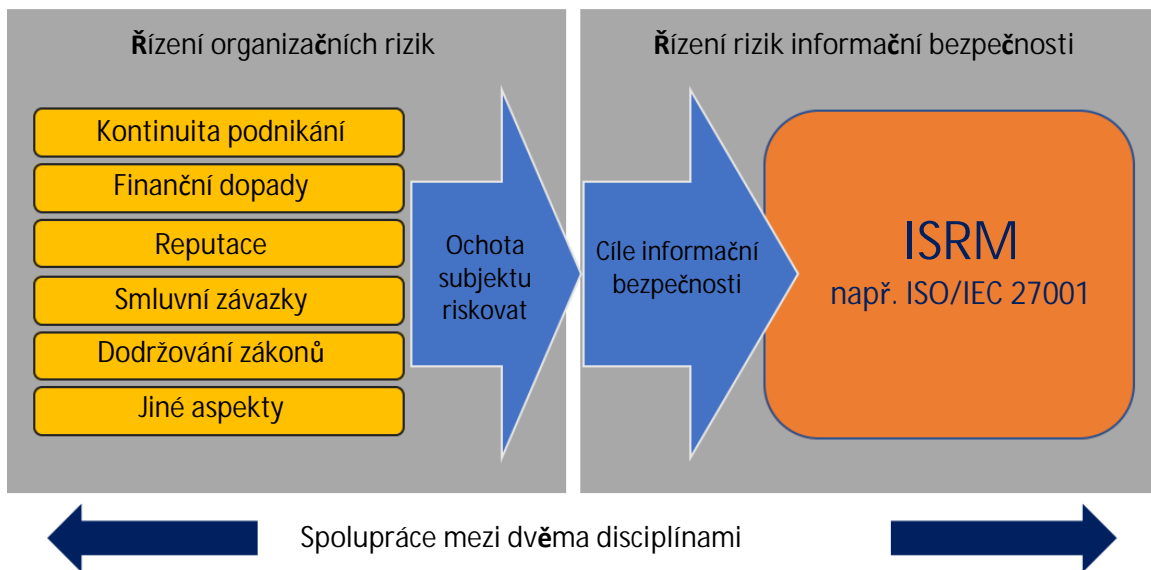 Řízení organizačních rizik
Kontinuita podnikání
Finanční dopady
Reputace
Smluvní závazky
Dodržování zákonů
Jiné aspekty
Ochota
subjektu
riskovat
Řízení rizik informační bezpečnosti
Cíle informační
bezpečnosti
ISRM
např. ISO/IEC 27001
Spolupráce mezi dvěma disciplínami